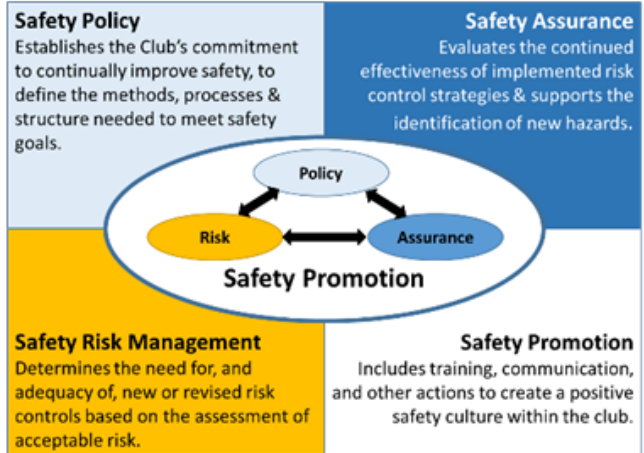 Safety Policy
Establishes the Club's commitment
to continually improve safety, to
define the methods, processes &
structure needed to meet safety
goals.
Safety Assurance
Evaluates the continued
effectiveness of implemented risk
control strategies & supports the
identification of new hazards.
Policy
Risk
Assurance
Safety Promotion
Safety Risk Management
Determines the need for, and
adequacy of, new or revised risk
controls based on the assessment of
acceptable risk.
Safety Promotion
Includes training, communication,
and other actions to create a positive
safety culture within the club.